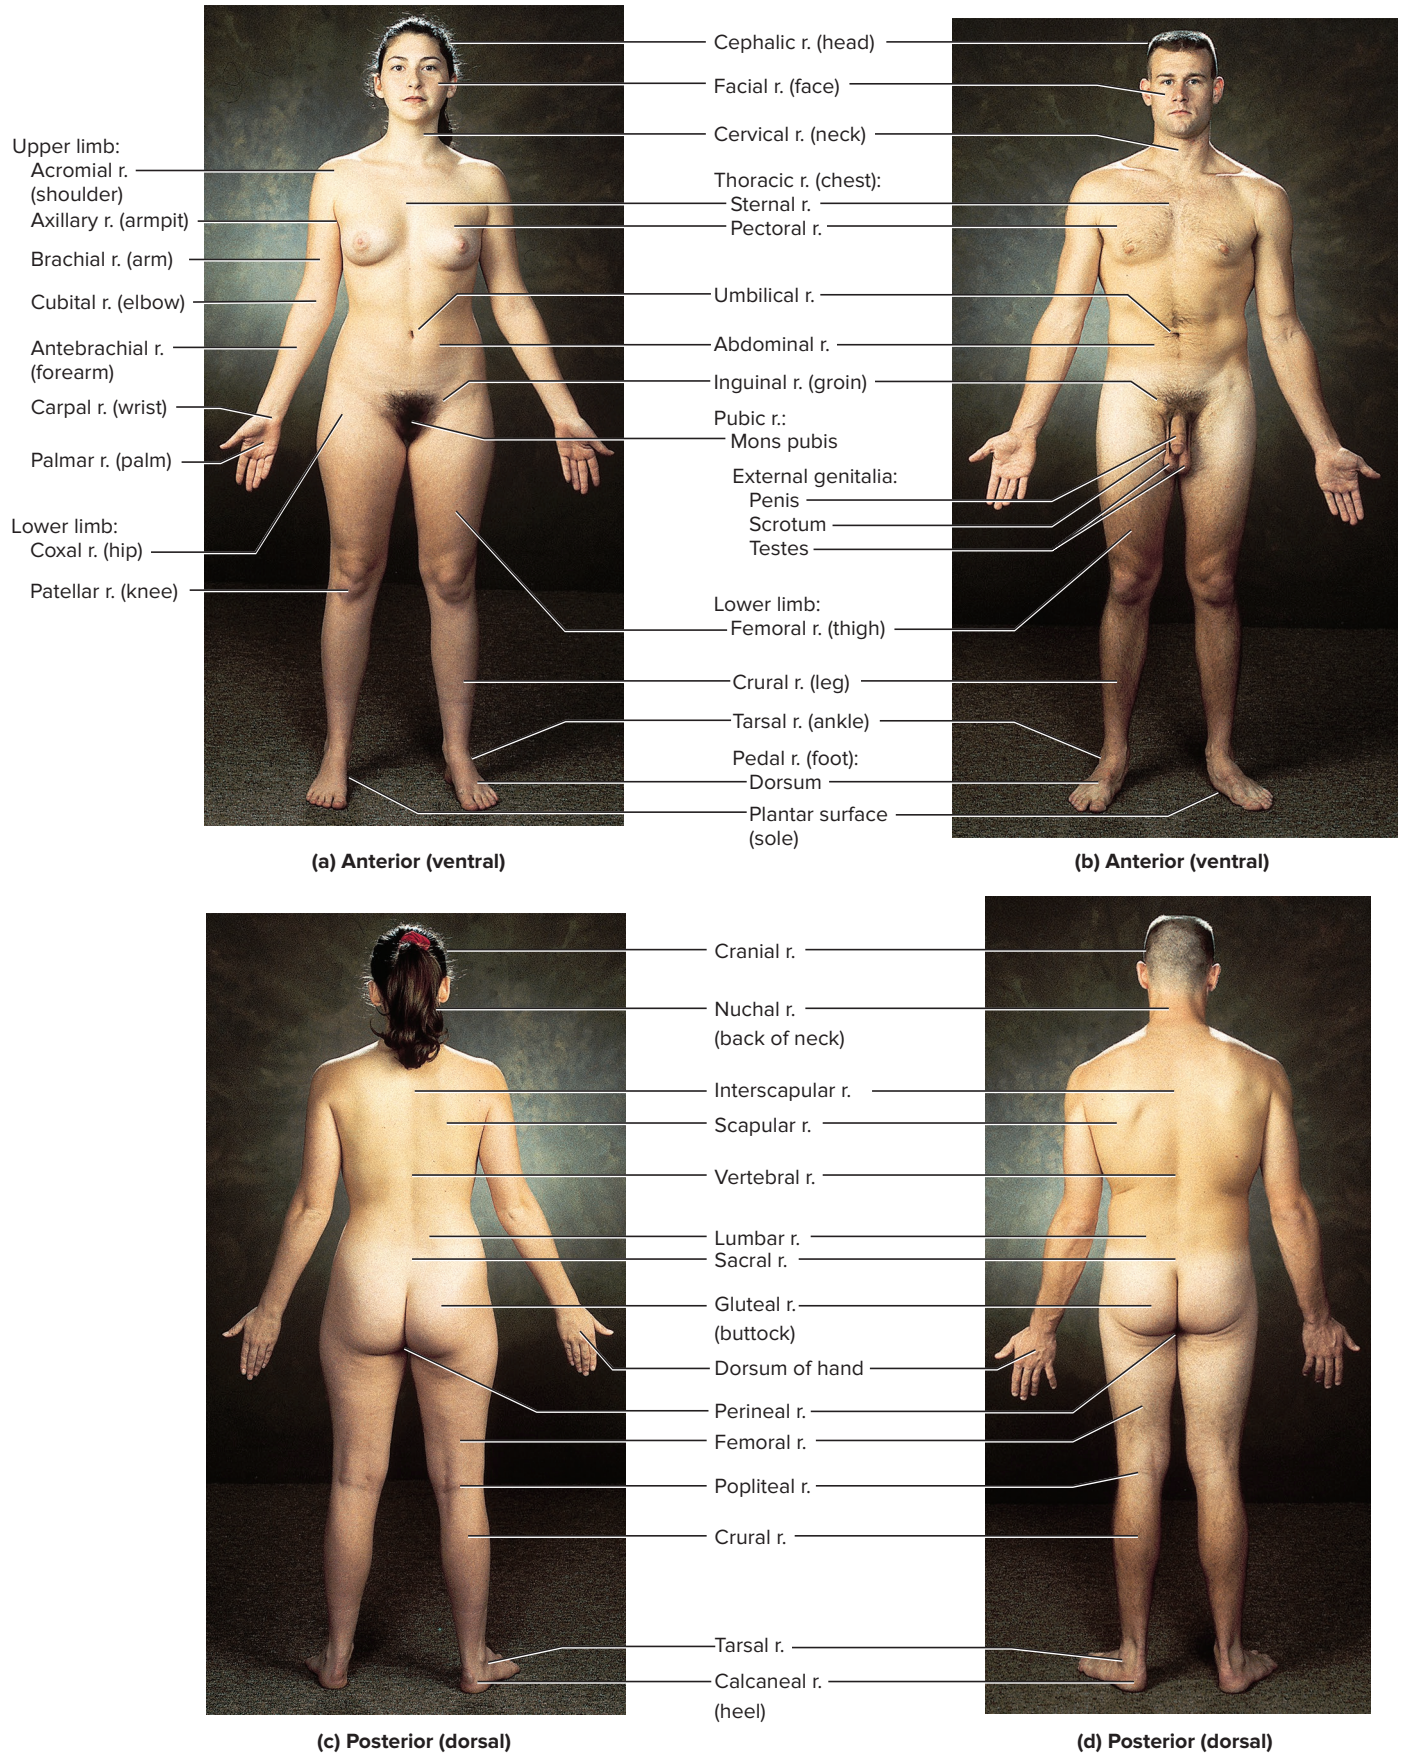 Cephalic r. (head)
Facial r. (face)
Cervical r. (neck)
Upper limb:
Acromial r.
(shoulder)
Axillary r. (armpit)
Brachial r. (arm)
Cubital r. (elbow)
Antebrachial r.
(forearm)
Carpal r. (wrist)
Palmar r. (palm)
Lower limb:
Coxal r. (hip)
Patellar r. (knee)
Thoracic r. (chest):
Sternal r.
Pectoral r.
Umbilical r.
Abdominal r.
Inguinal r. (groin)
Pubic r.:
Mons pubis
External genitalia:
Penis
Scrotum
Testes
Lower limb:
Femoral r. (thigh)
Crural r. (leg)
Tarsal r. (ankle)
Pedal r. (foot):
Dorsum
Plantar surface
(sole)
(a) Anterior (ventral)
(b) Anterior (ventral)
Cranial r.
Nuchal r.
(back of neck)
Interscapular r.
Scapular r.
Vertebral r.
Lumbar r.
Sacral r.
Gluteal r.
(buttock)
Dorsum of hand
Perineal r.
Femoral r.
Popliteal r.
Crural r.
Tarsal r.
Calcaneal r.
(heel)
(c) Posterior (dorsal)
(d) Posterior (dorsal)